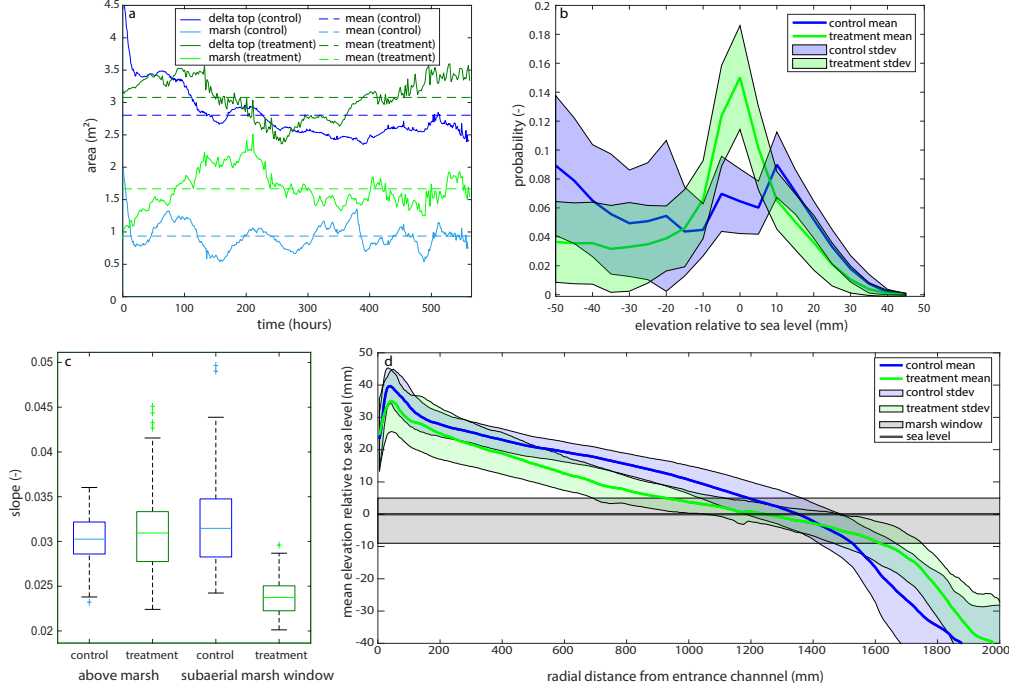 a
delta top (control)
mean (control)
marsh (control)
mean (control)
delta top (treatment)
mean (treatment)
marsh (treatment)
mean (treatment)
4.5
4
3.5
3
2.5
2
1.5
1
0.5
0
area (m²)
0
100
200
300
400
500
time (hours)
b
control mean
treatment mean
control stdev
treatment stdev
0.2
0.18
0.16
0.14
0.12
0.1
0.08
0.06
0.04
0.02
0
probability (-)
-50
-40
-30
-20
-10
0
10
20
30
40
50
elevation relative to sea level (mm)
c
0.05
0.045
0.04
0.035
0.03
0.025
0.02
slope (-)
control
treatment
control
treatment
above marsh
subaerial marsh window
d
control mean
treatment mean
control stdev
treatment stdev
marsh window
sea level
50
40
30
20
10
0
-10
-20
-30
-40
mean elevation relative to sea level (mm)
0
200
400
600
800
1000
1200
1400
1600
1800
2000
radial distance from entrance channnel (mm)